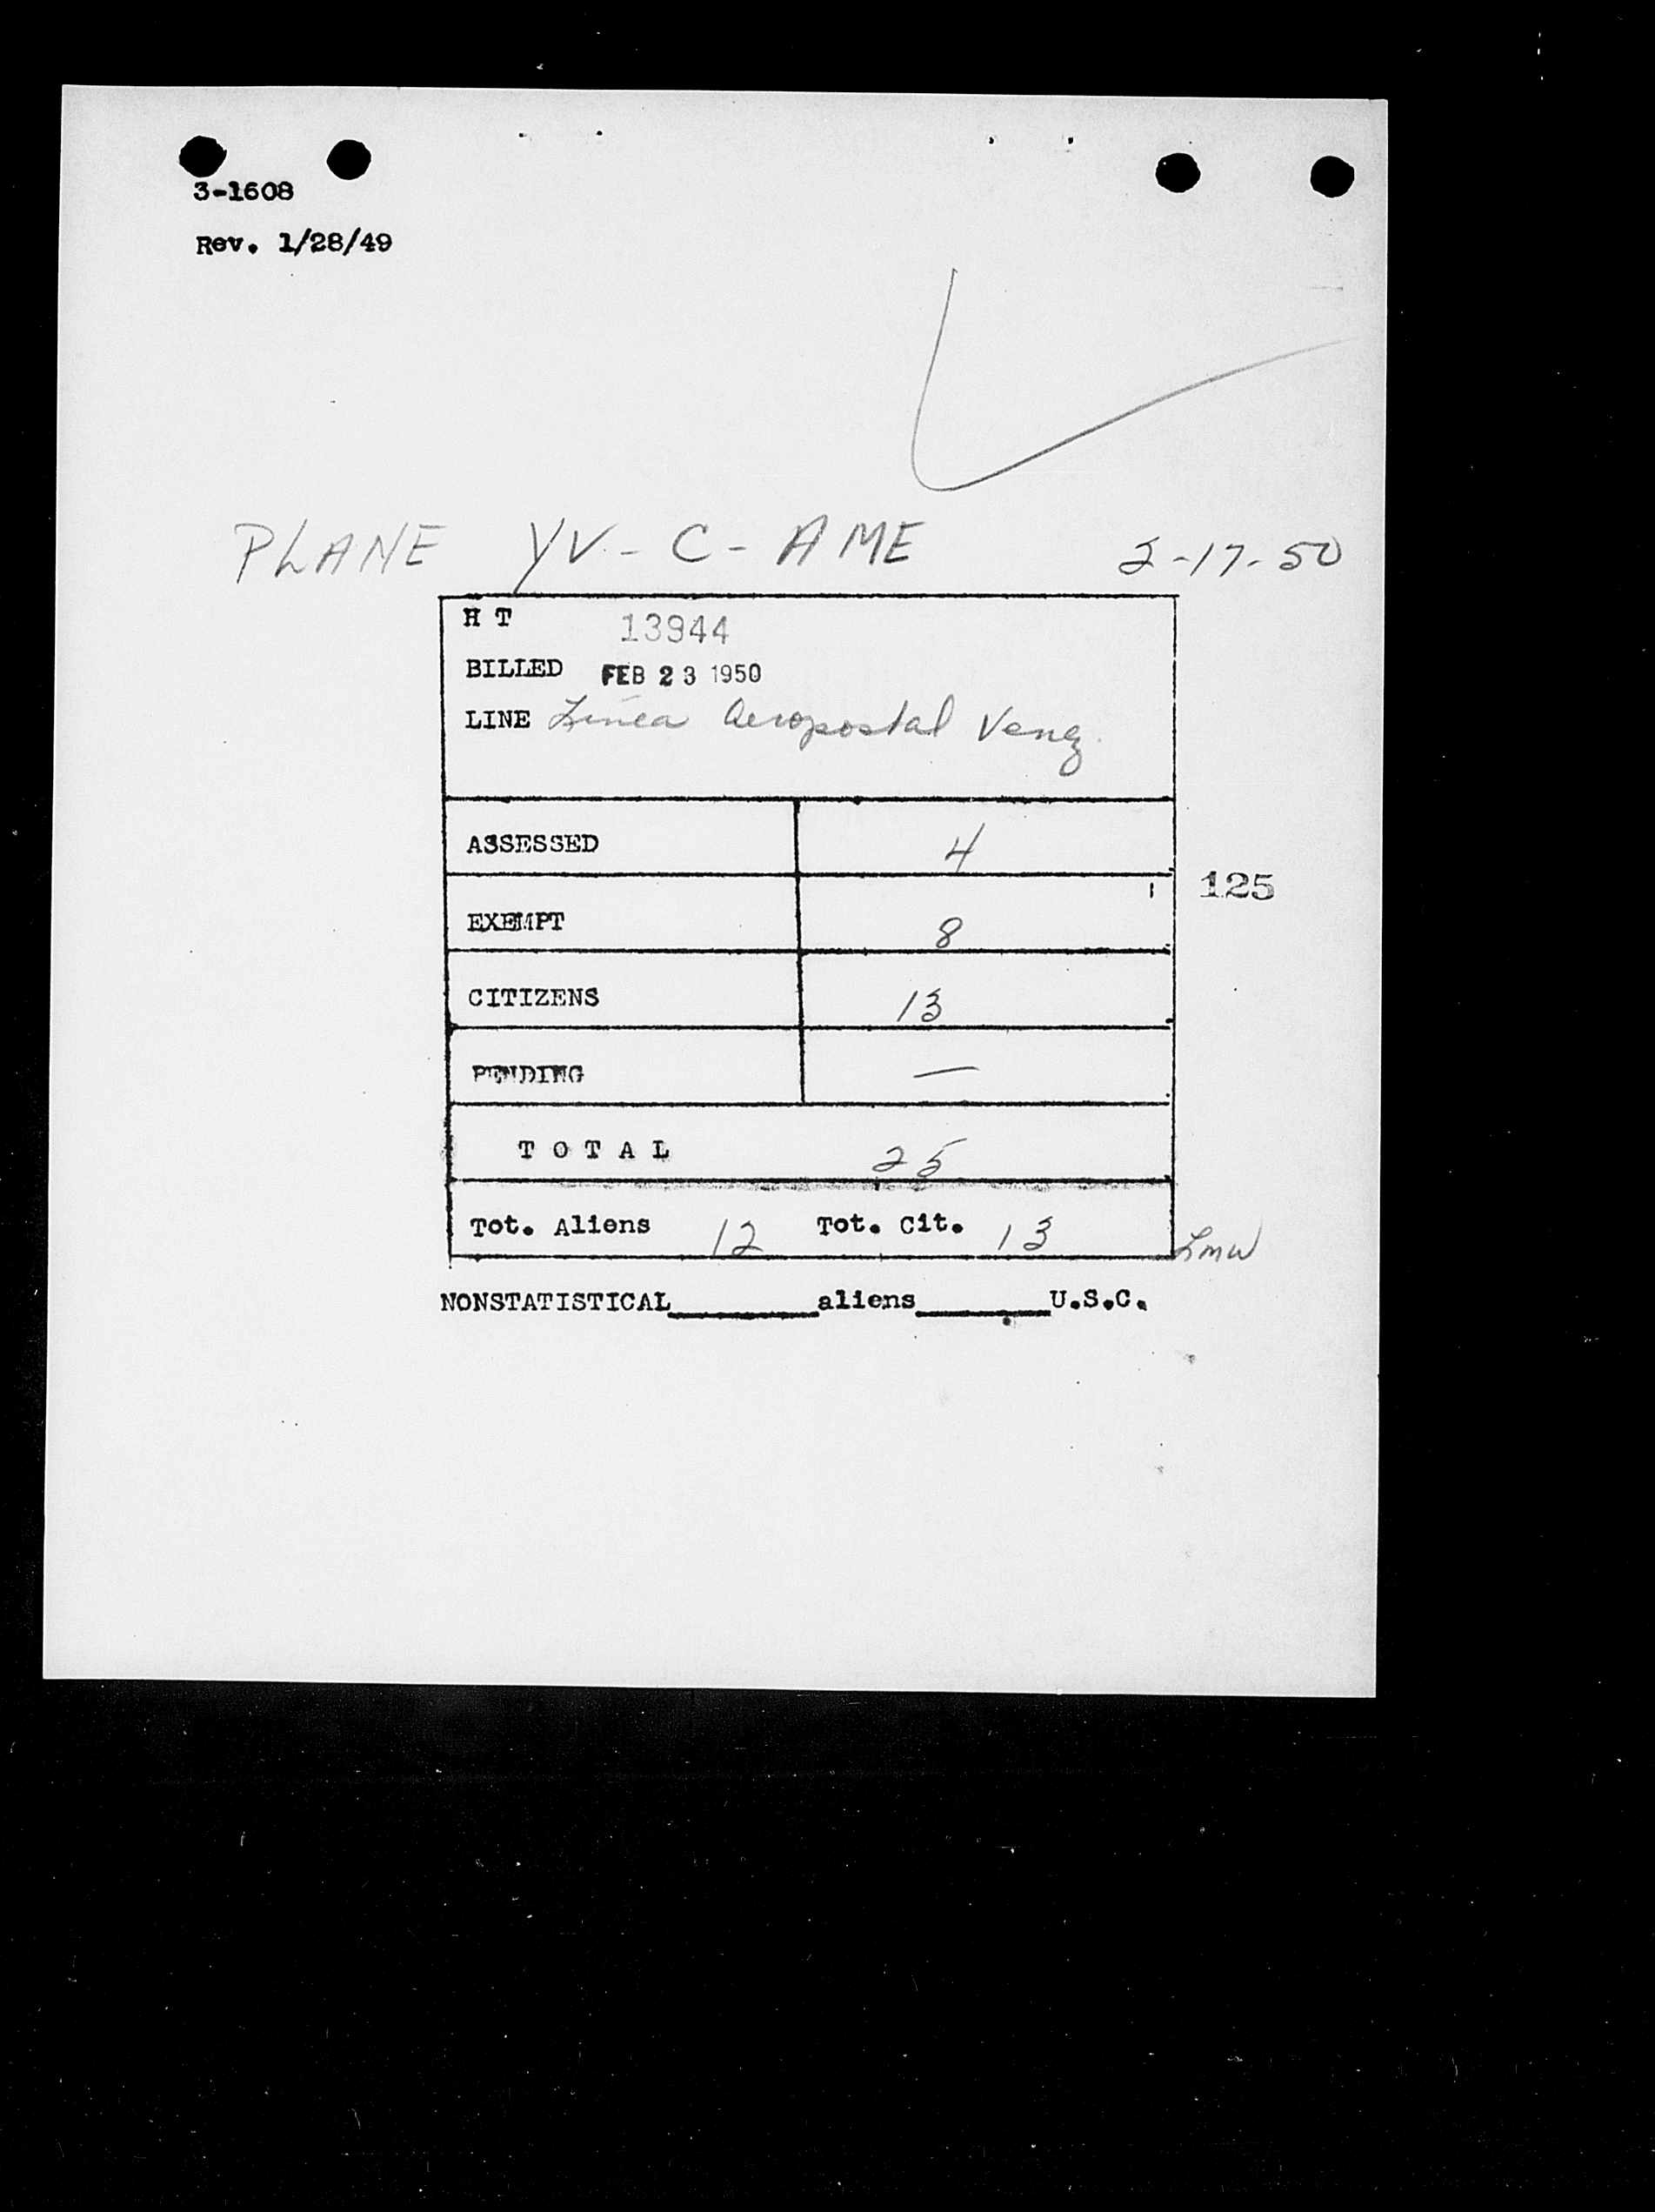 3-1608
Rev. 1/28/49
PLANE YV-C-AME 2-17-50
H T 13944
BILLED FEB 23 1950
LINE Linea Aeropostal Venez.
ASSESSED 4
125
EXEMPT 8
CITIZENS 13
PENDING —
TOTAL 25
Tot. Aliens 12 Tot. Cit. 13 Lmw
NONSTATISTICAL_______aliens_______U.S.C.